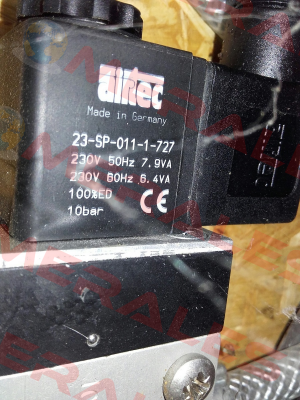 airtec
Made in Germany
23-SP-011-1-727
230V 50Hz 7.9VA
230V 60Hz 6.4VA
100%ED
10bar
CE